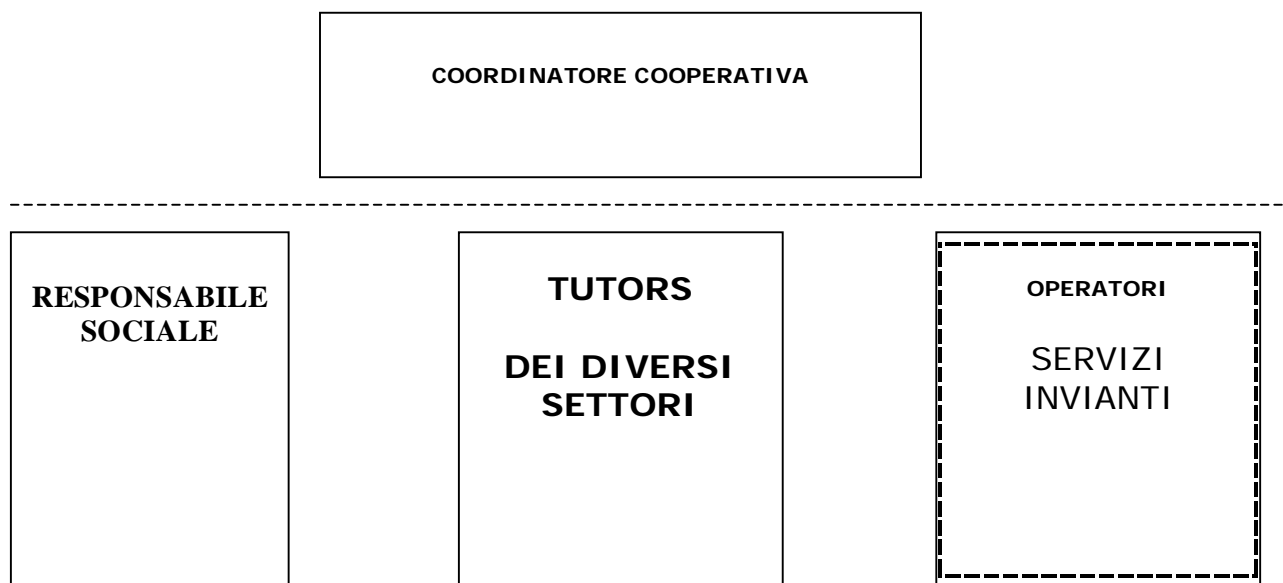 COORDINATORE COOPERATIVA
RESPONSABILE
SOCIALE
TUTORS
DEI DIVERSI
SETTORI
OPERATORI
SERVIZI
INVIANTI